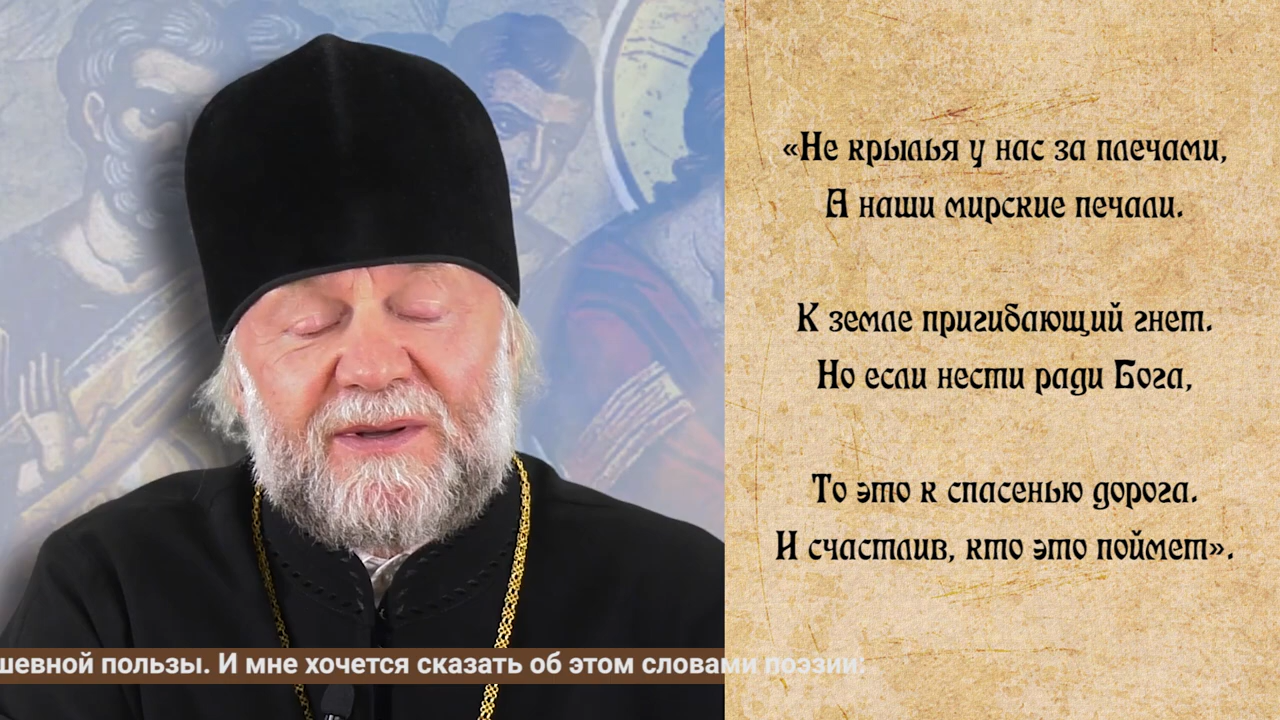 «Не крылья у нас за плечами,
А наши мирские печали.
К земле пригибающий гнет.
Но если нести ради Бога,
То это к спасенью дорога.
И счастлив, кто это поймет».
шевной пользы. И мне хочется сказать об этом словами поэзии: